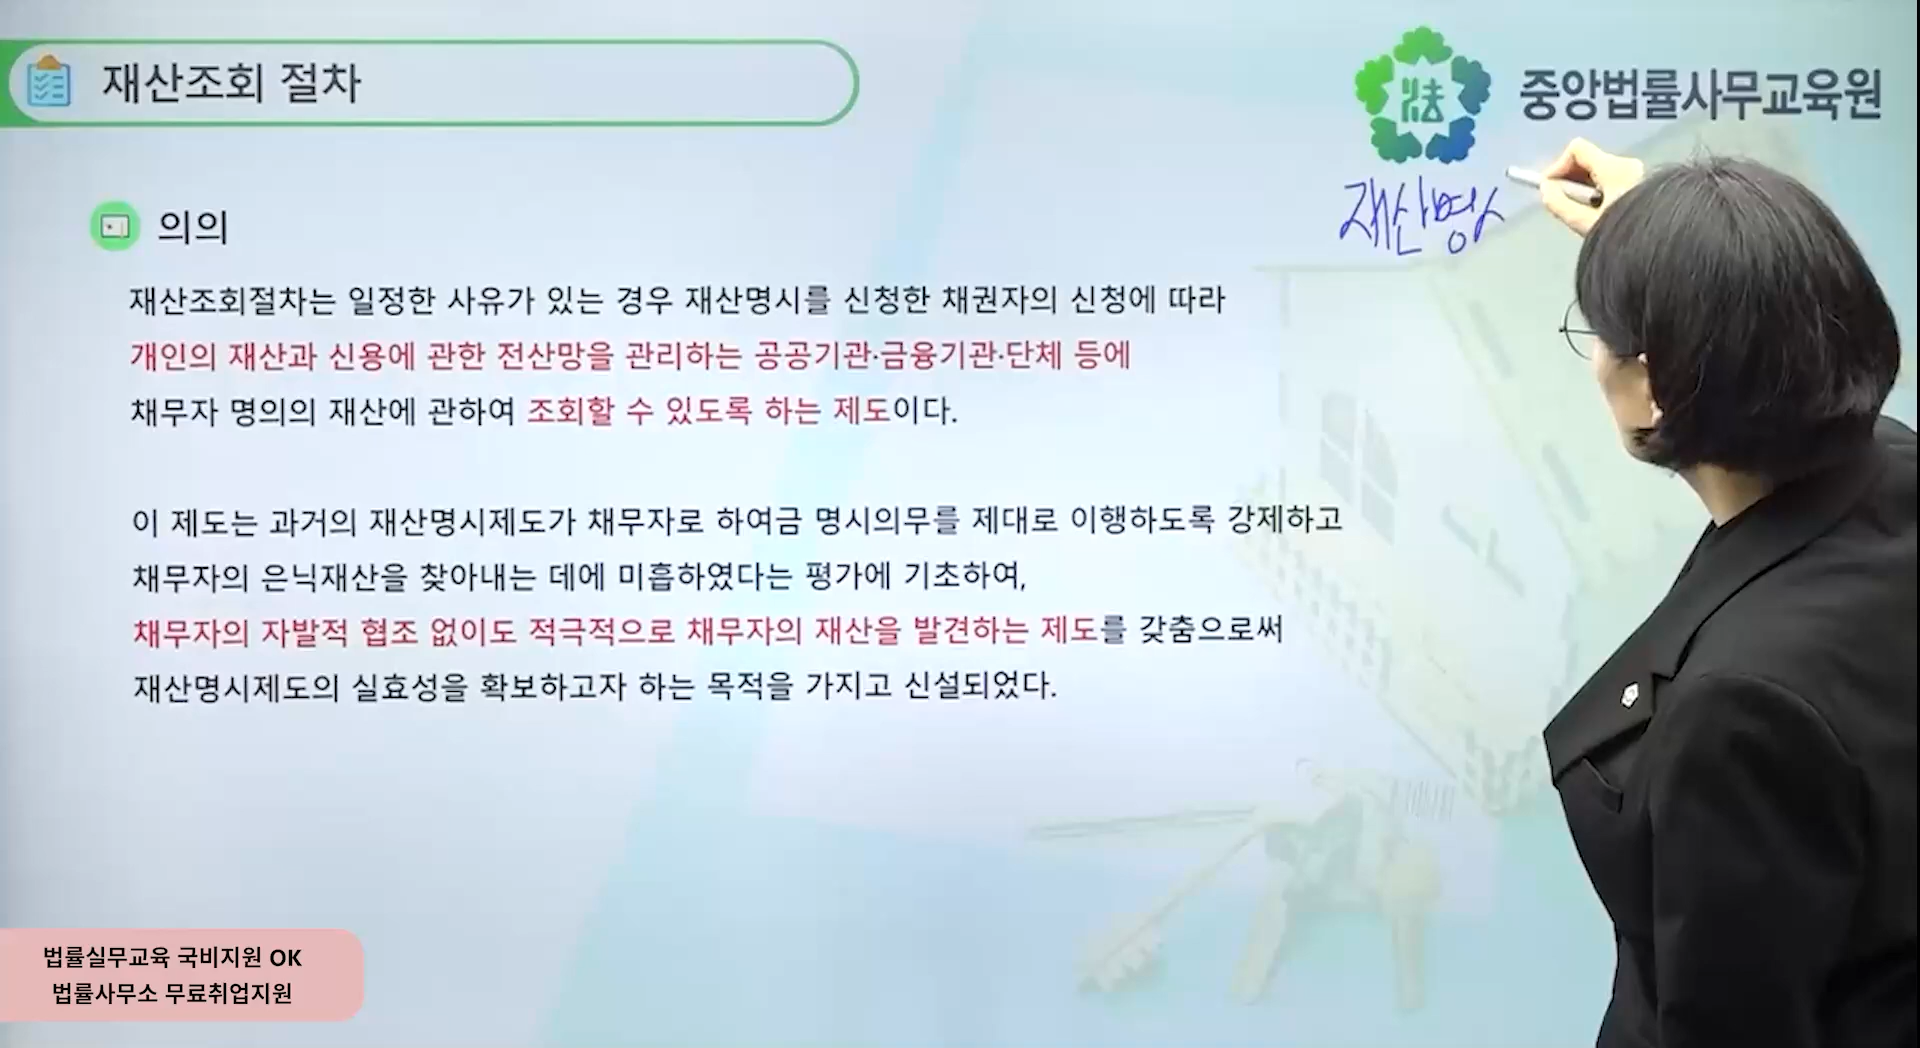 재산조회 절차
중앙법률사무교육원
재산명시
의의
재산조회절차는 일정한 사유가 있는 경우 재산명시를 신청한 채권자의 신청에 따라
개인의 재산과 신용에 관한 전산망을 관리하는 공공기관·금융기관·단체 등에
채무자 명의의 재산에 관하여 조회할 수 있도록 하는 제도이다.
이 제도는 과거의 재산명시제도가 채무자로 하여금 명시의무를 제대로 이행하도록 강제하고
채무자의 은닉재산을 찾아내는 데에 미흡하였다는 평가에 기초하여,
채무자의 자발적 협조 없이도 적극적으로 채무자의 재산을 발견하는 제도를 갖춤으로써
재산명시제도의 실효성을 확보하고자 하는 목적을 가지고 신설되었다.
법률실무교육 국비지원 OK
법률사무소 무료취업지원